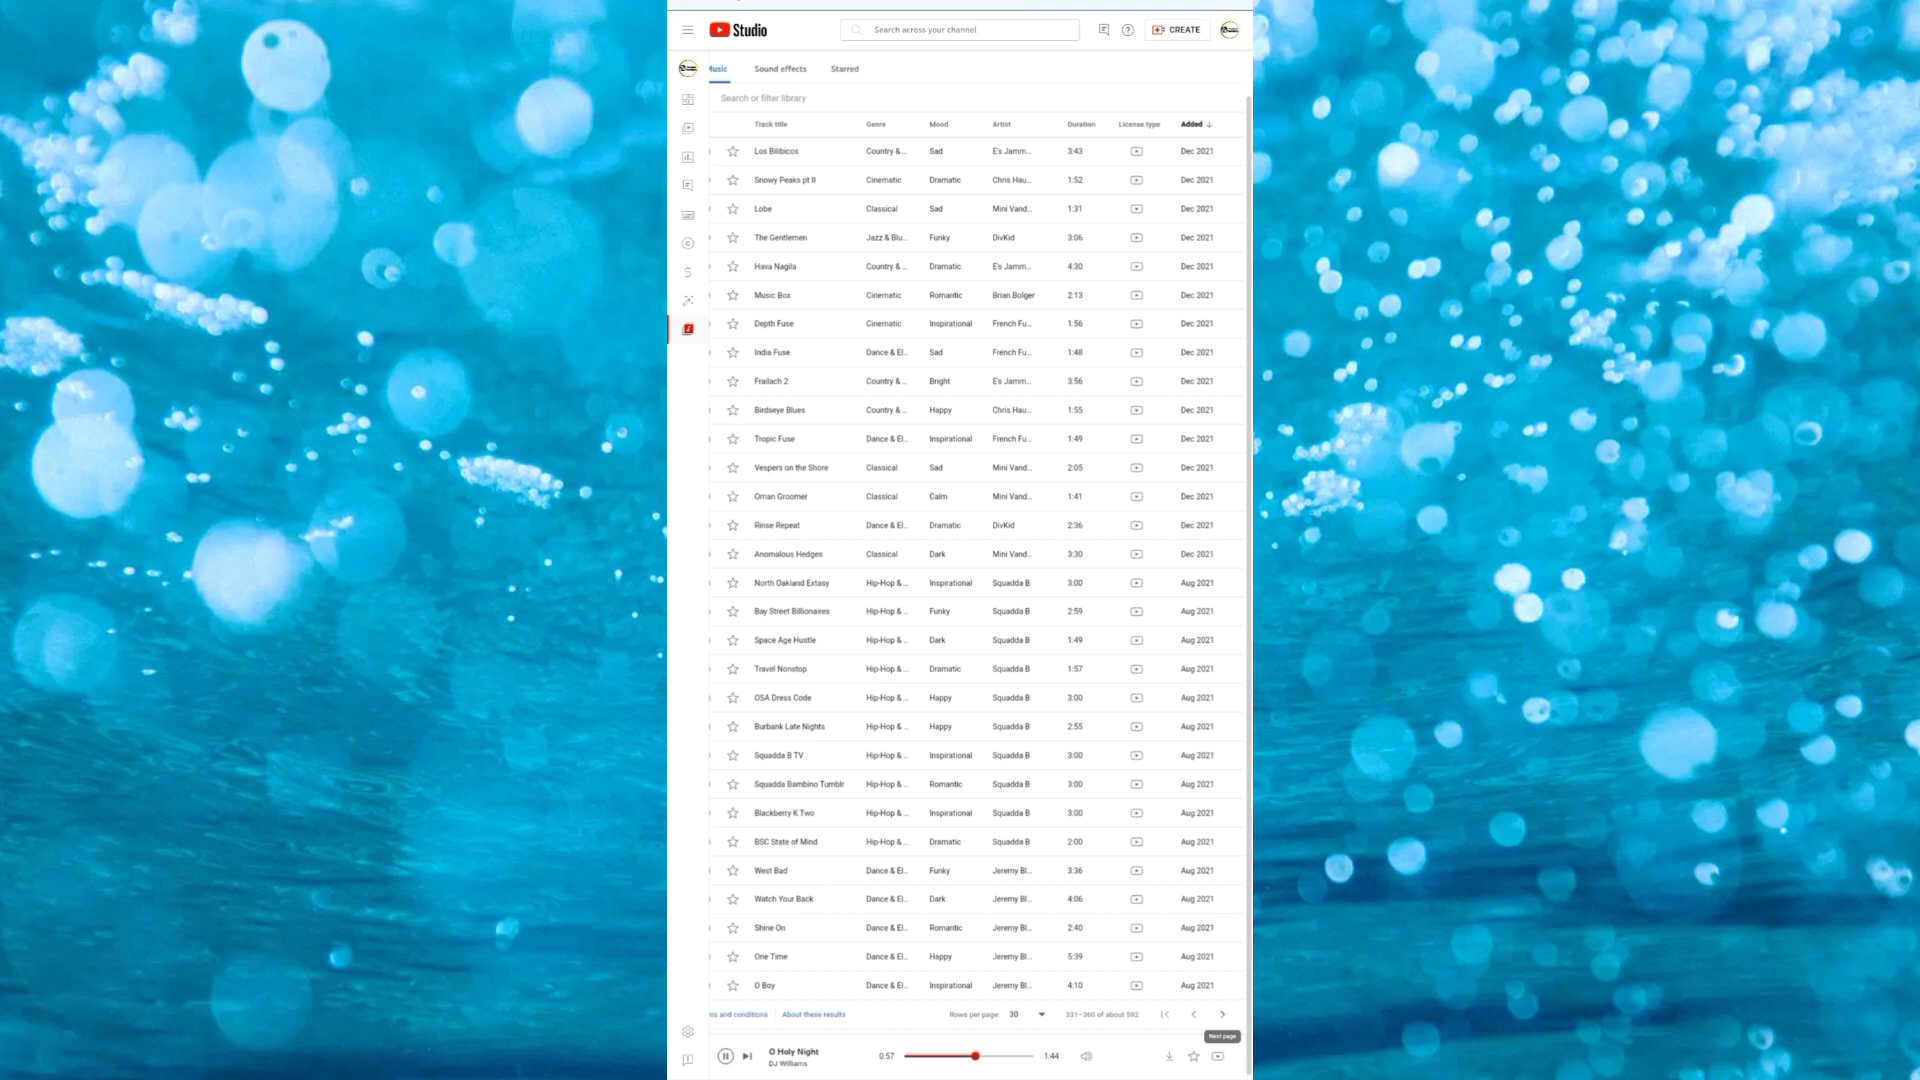 Studio
Search across your channel
CREATE
Music Sound effects Starred
Search or filter library
Track title Genre Mood Artist Duration License type Added
Los Bilibicos Country & ... Sad E's Jamm... 3:43 Dec 2021
Snowy Peaks pt II Cinematic Dramatic Chris Hau... 1:52 Dec 2021
Lobe Classical Sad Mini Vand... 1:31 Dec 2021
The Gentlemen Jazz & Blu... Funky DivKid 3:06 Dec 2021
Hava Nagila Country & ... Dramatic E's Jamm... 4:30 Dec 2021
Music Box Cinematic Romantic Brian Bolger 2:13 Dec 2021
Depth Fuse Cinematic Inspirational French Fu... 1:56 Dec 2021
India Fuse Dance & El... Sad French Fu... 1:48 Dec 2021
Frailach 2 Country & ... Bright E's Jamm... 3:56 Dec 2021
Birdseye Blues Country & ... Happy Chris Hau... 1:55 Dec 2021
Tropic Fuse Dance & El... Inspirational French Fu... 1:49 Dec 2021
Vespers on the Shore Classical Sad Mini Vand... 2:05 Dec 2021
Oman Groomer Classical Calm Mini Vand... 1:41 Dec 2021
Rinse Repeat Dance & El... Dramatic DivKid 2:36 Dec 2021
Anomalous Hedges Classical Dark Mini Vand... 3:30 Dec 2021
North Oakland Extasy Hip-Hop & ... Inspirational Squadda B 3:00 Aug 2021
Bay Street Billionaires Hip-Hop & ... Funky Squadda B 2:59 Aug 2021
Space Age Hustle Hip-Hop & ... Dark Squadda B 1:49 Aug 2021
Travel Nonstop Hip-Hop & ... Dramatic Squadda B 1:57 Aug 2021
OSA Dress Code Hip-Hop & ... Happy Squadda B 3:00 Aug 2021
Burbank Late Nights Hip-Hop & ... Happy Squadda B 2:55 Aug 2021
Squadda B TV Hip-Hop & ... Inspirational Squadda B 3:00 Aug 2021
Squadda Bambino Tumblr Hip-Hop & ... Romantic Squadda B 3:00 Aug 2021
Blackberry K Two Hip-Hop & ... Inspirational Squadda B 3:00 Aug 2021
BSC State of Mind Hip-Hop & ... Dramatic Squadda B 2:00 Aug 2021
West Bad Dance & El... Funky Jeremy Bl... 3:36 Aug 2021
Watch Your Back Dance & El... Dark Jeremy Bl... 4:06 Aug 2021
Shine On Dance & El... Romantic Jeremy Bl... 2:40 Aug 2021
One Time Dance & El... Happy Jeremy Bl... 5:39 Aug 2021
O Boy Dance & El... Inspirational Jeremy Bl... 4:10 Aug 2021
ns and conditions About these results Rows per page: 30 331–360 of about 592
Next page
O Holy Night 0:57 1:44
DJ Williams